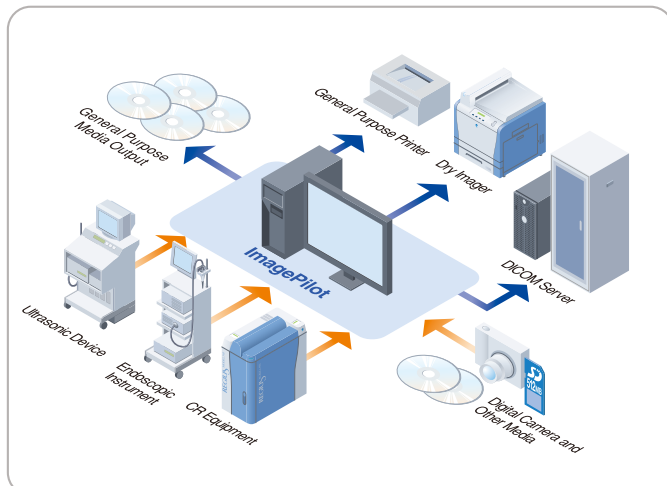 General Purpose
Media Output
General Purpose Printer
Dry Imager
DICOM Server
ImagePilot
Ultrasonic Device
Endoscopic
Instrument
CR Equipment
Digital Camera and
Other Media
512MB